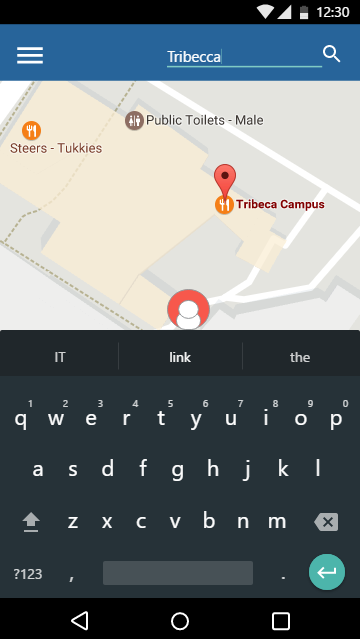 12:30
Tribecca
Public Toilets - Male
Steers - Tukkies
Tribeca Campus
IT link the
1 2 3 4 5 6 7 8 9 0
q w e r t y u i o p
a s d f g h j k l
z x c v b n m
?123 , .